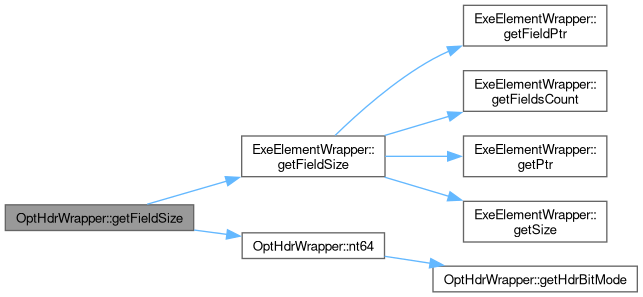 ExeElementWrapper::
getFieldPtr
ExeElementWrapper::
getFieldsCount
ExeElementWrapper::
getFieldSize
ExeElementWrapper::
getPtr
OptHdrWrapper::getFieldSize
ExeElementWrapper::
getSize
OptHdrWrapper::nt64
OptHdrWrapper::getHdrBitMode